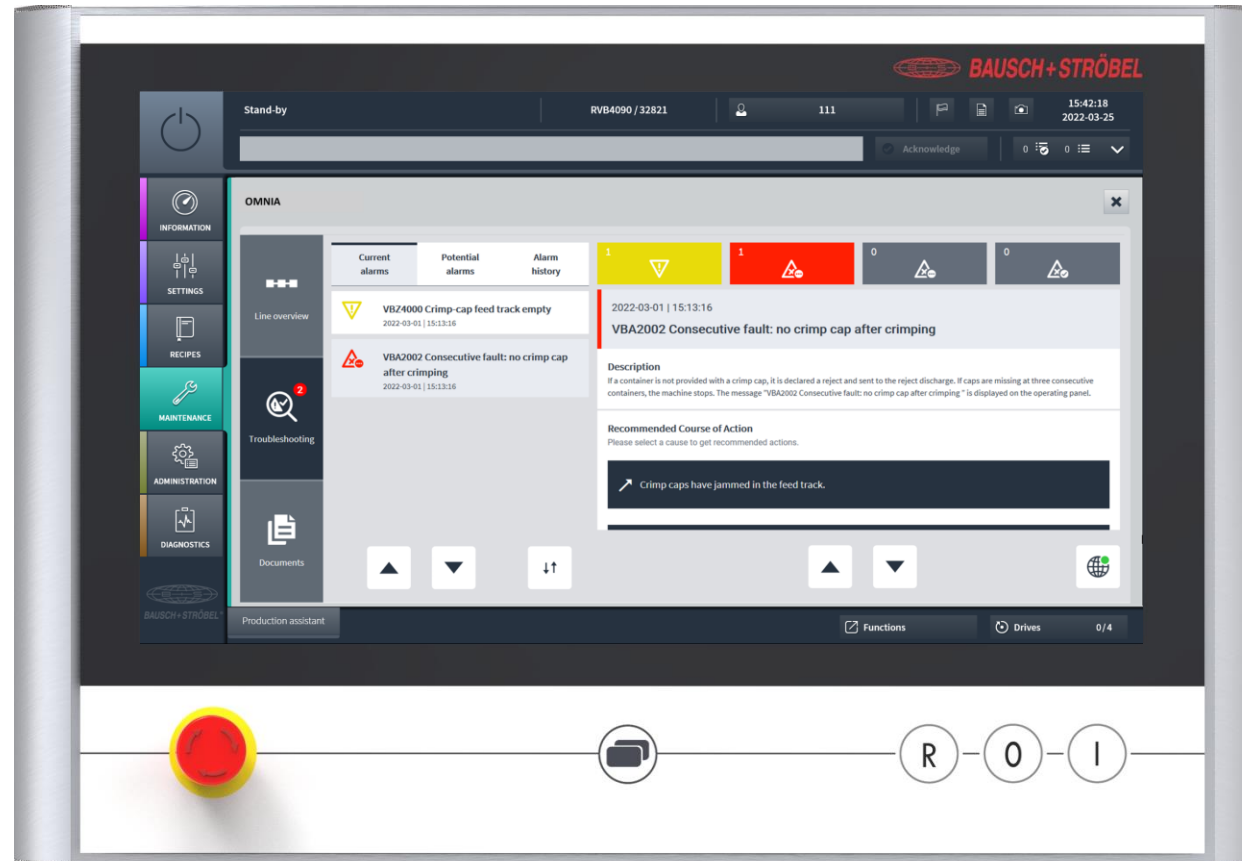 BAUSCH+STRÖBEL
Stand-by
RVB4090 / 32821
111
15:42:18
2022-03-25
Acknowledge
0
0
INFORMATION
SETTINGS
RECIPES
MAINTENANCE
ADMINISTRATION
DIAGNOSTICS
BAUSCH+STRÖBEL
OMNIA
Line overview
2
Troubleshooting
Documents
Current
alarms
Potential
alarms
Alarm
history
VBZ4000 Crimp-cap feed track empty
2022-03-01 | 15:13:16
VBA2002 Consecutive fault: no crimp cap
after crimping
2022-03-01 | 15:13:16
1
1
0
0
2022-03-01 | 15:13:16
VBA2002 Consecutive fault: no crimp cap after crimping
Description
If a container is not provided with a crimp cap, it is declared a reject and sent to the reject discharge. If caps are missing at three consecutive
containers, the machine stops. The message "VBA2002 Consecutive fault: no crimp cap after crimping " is displayed on the operating panel.
Recommended Course of Action
Please select a cause to get recommended actions.
Crimp caps have jammed in the feed track.
Production assistant
Functions
Drives
0/4
R
O
I